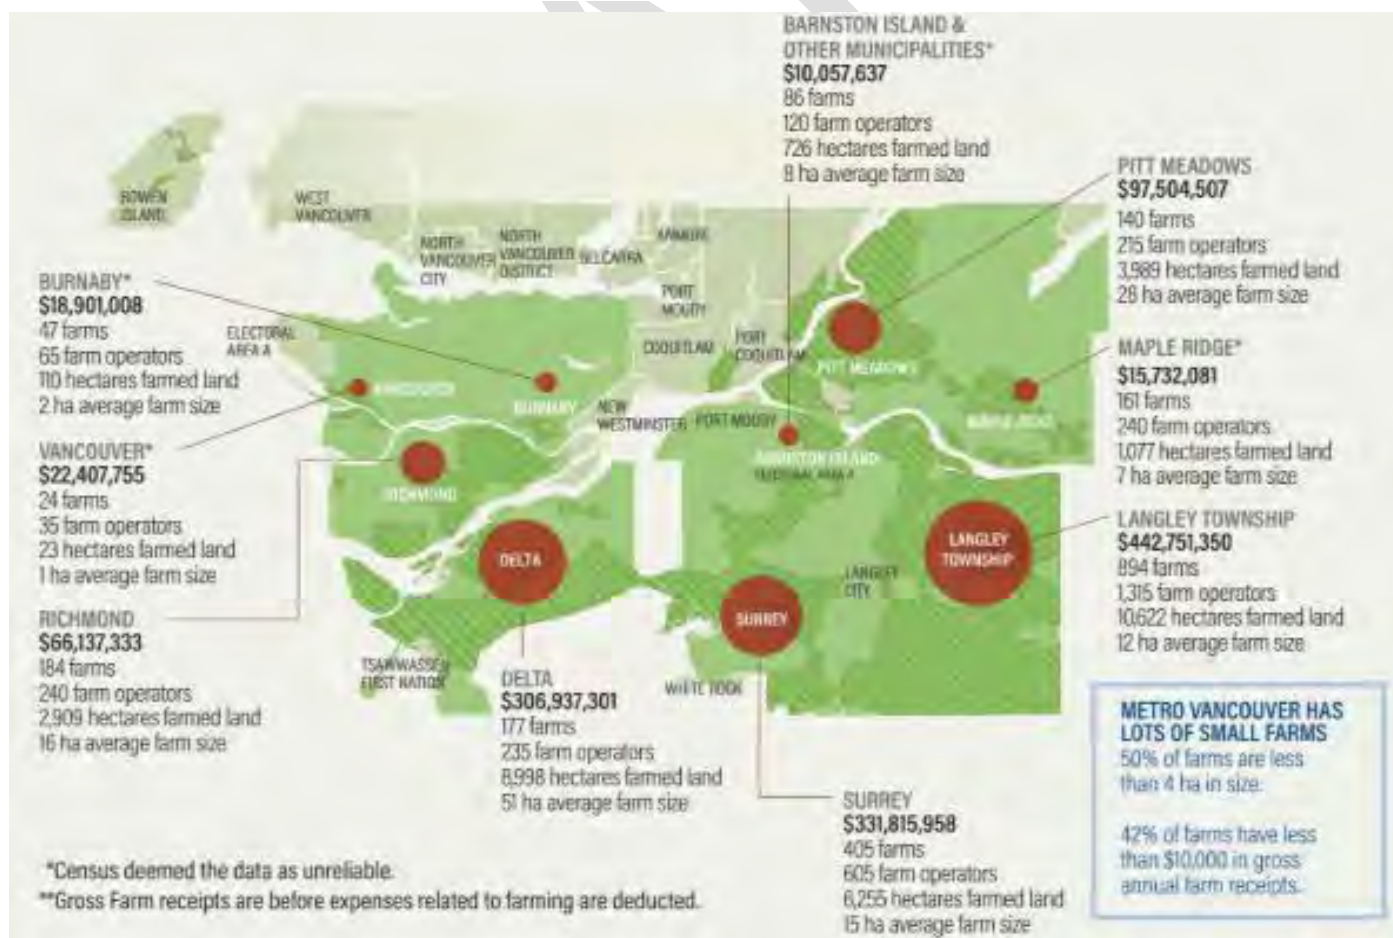 BARNSTON ISLAND &
OTHER MUNICIPALITIES*
$10,057,637
86 farms
120 farm operators
726 hectares farmed land
8 ha average farm size
PITT MEADOWS
$97,504,507
140 farms
215 farm operators
3,989 hectares farmed land
28 ha average farm size
MAPLE RIDGE*
$15,732,081
161 farms
240 farm operators
1,077 hectares farmed land
7 ha average farm size
LANGLEY TOWNSHIP
$442,751,350
894 farms
1,315 farm operators
10,622 hectares farmed land
12 ha average farm size
BURNABY*
$18,901,008
47 farms
65 farm operators
110 hectares farmed land
2 ha average farm size
VANCOUVER*
$22,407,755
24 farms
35 farm operators
23 hectares farmed land
1 ha average farm size
RICHMOND
$66,137,333
184 farms
240 farm operators
2,909 hectares farmed land
16 ha average farm size
DELTA
$306,937,301
177 farms
235 farm operators
8,998 hectares farmed land
51 ha average farm size
SURREY
$331,815,958
405 farms
605 farm operators
6,255 hectares farmed land
15 ha average farm size
BOWEN
ISLAND
WEST
VANCOUVER
NORTH
VANCOUVER
CITY
NORTH
VANCOUVER
DISTRICT
BELCARRA
ANMORE
PORT
MOODY
ELECTORAL
AREA A
COQUITLAM
PORT
COQUITLAM
PITT MEADOWS
VANCOUVER
BURNABY
NEW
WESTMINSTER
PORT MOODY
MAPLE RIDGE
BARNSTON ISLAND
ELECTORAL AREA A
RICHMOND
DELTA
LANGLEY
TOWNSHIP
LANGLEY
CITY
SURREY
TSAWWASSEN
FIRST NATION
WHITE ROCK
METRO VANCOUVER HAS
LOTS OF SMALL FARMS
50% of farms are less
than 4 ha in size.
42% of farms have less
than $10,000 in gross
annual farm receipts.
*Census deemed the data as unreliable.
**Gross Farm receipts are before expenses related to farming are deducted.